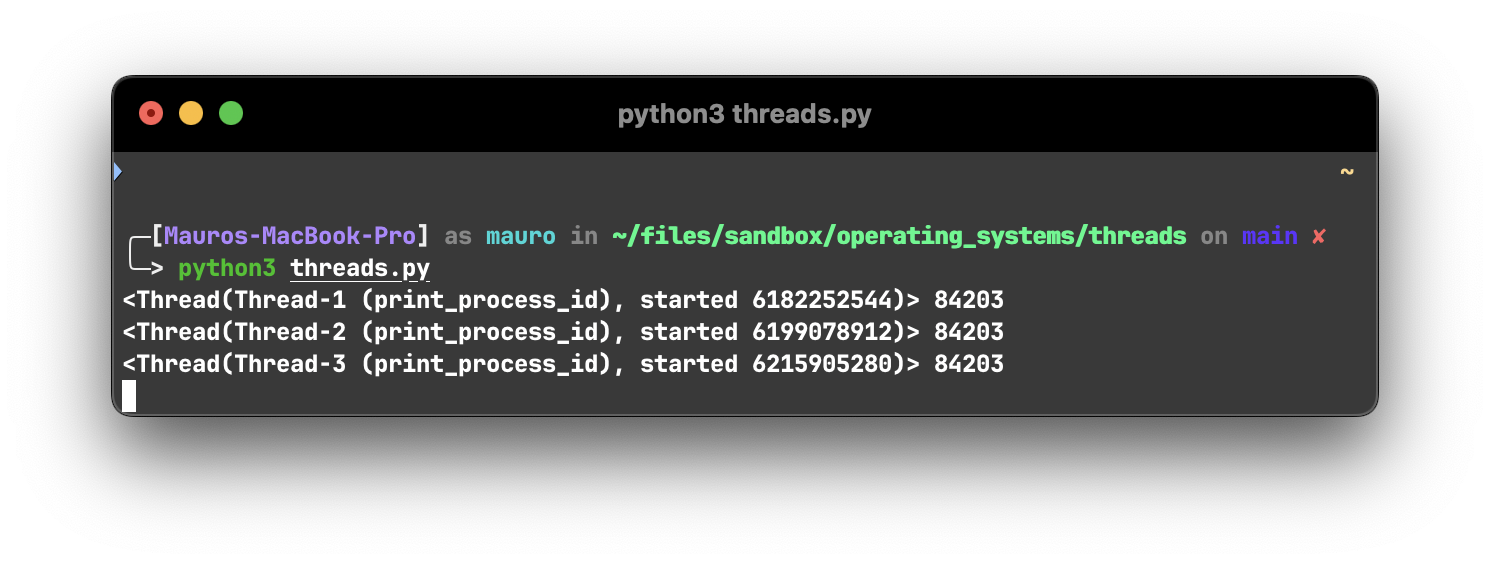 python3 threads.py
~
[Mauros-MacBook-Pro] as mauro in ~/files/sandbox/operating_systems/threads on main ✘
> python3 threads.py
<Thread(Thread-1 (print_process_id), started 6182252544)> 84203
<Thread(Thread-2 (print_process_id), started 6199078912)> 84203
<Thread(Thread-3 (print_process_id), started 6215905280)> 84203